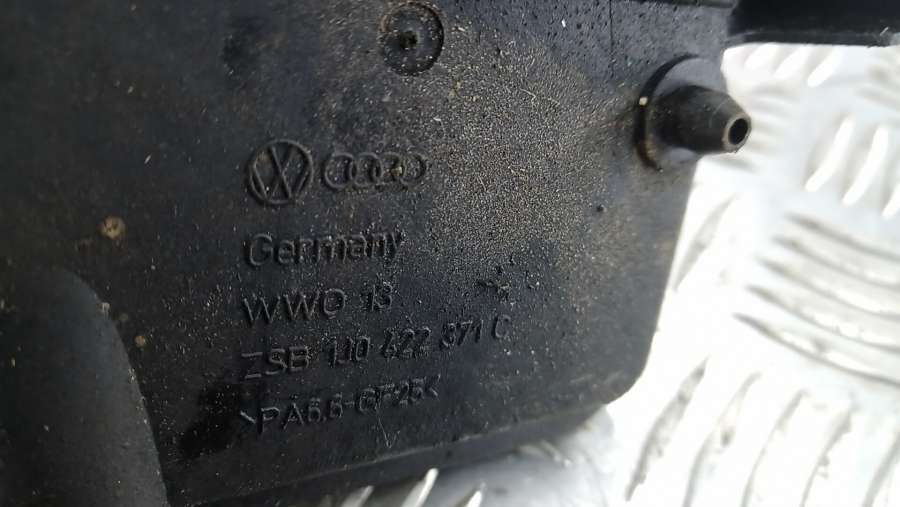 Germany
WWO 13
ZSB 1J0 422 371 C
>PA6.6-GF25<